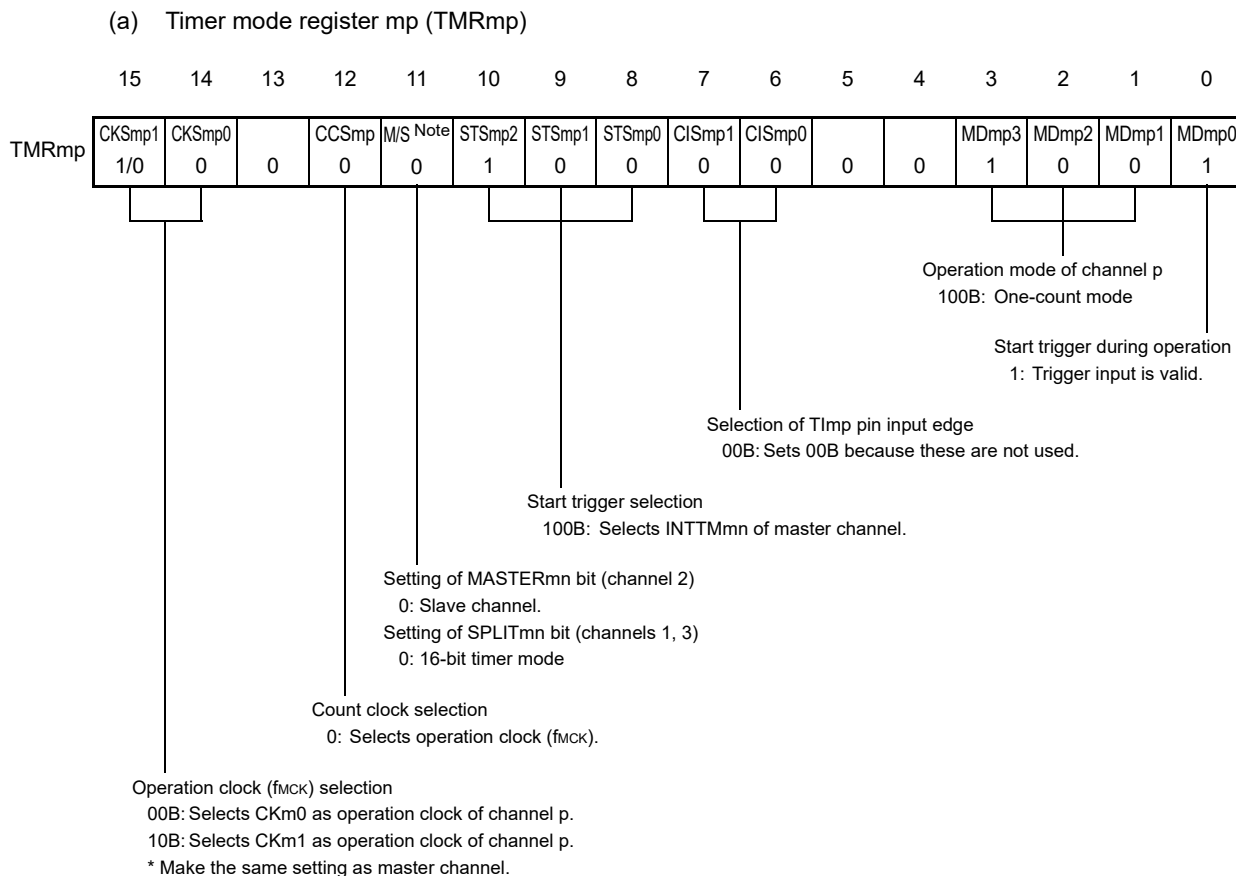 (a) Timer mode register mp (TMRmp)
15 14 13 12 11 10 9 8 7 6 5 4 3 2 1 0
TMRmp
CKSmp1 CKSmp0 CCSmp M/S Note STSmp2 STSmp1 STSmp0 CISmp1 CISmp0 MDmp3 MDmp2 MDmp1 MDmp0
1/0 0 0 0 0 1 0 0 0 0 0 0 1 0 0 1
Operation mode of channel p
100B: One-count mode
Start trigger during operation
1: Trigger input is valid.
Selection of TImp pin input edge
00B: Sets 00B because these are not used.
Start trigger selection
100B: Selects INTTMmn of master channel.
Setting of MASTERmn bit (channel 2)
0: Slave channel.
Setting of SPLITmn bit (channels 1, 3)
0: 16-bit timer mode
Count clock selection
0: Selects operation clock (fMCK).
Operation clock (fMCK) selection
00B: Selects CKm0 as operation clock of channel p.
10B: Selects CKm1 as operation clock of channel p.
* Make the same setting as master channel.